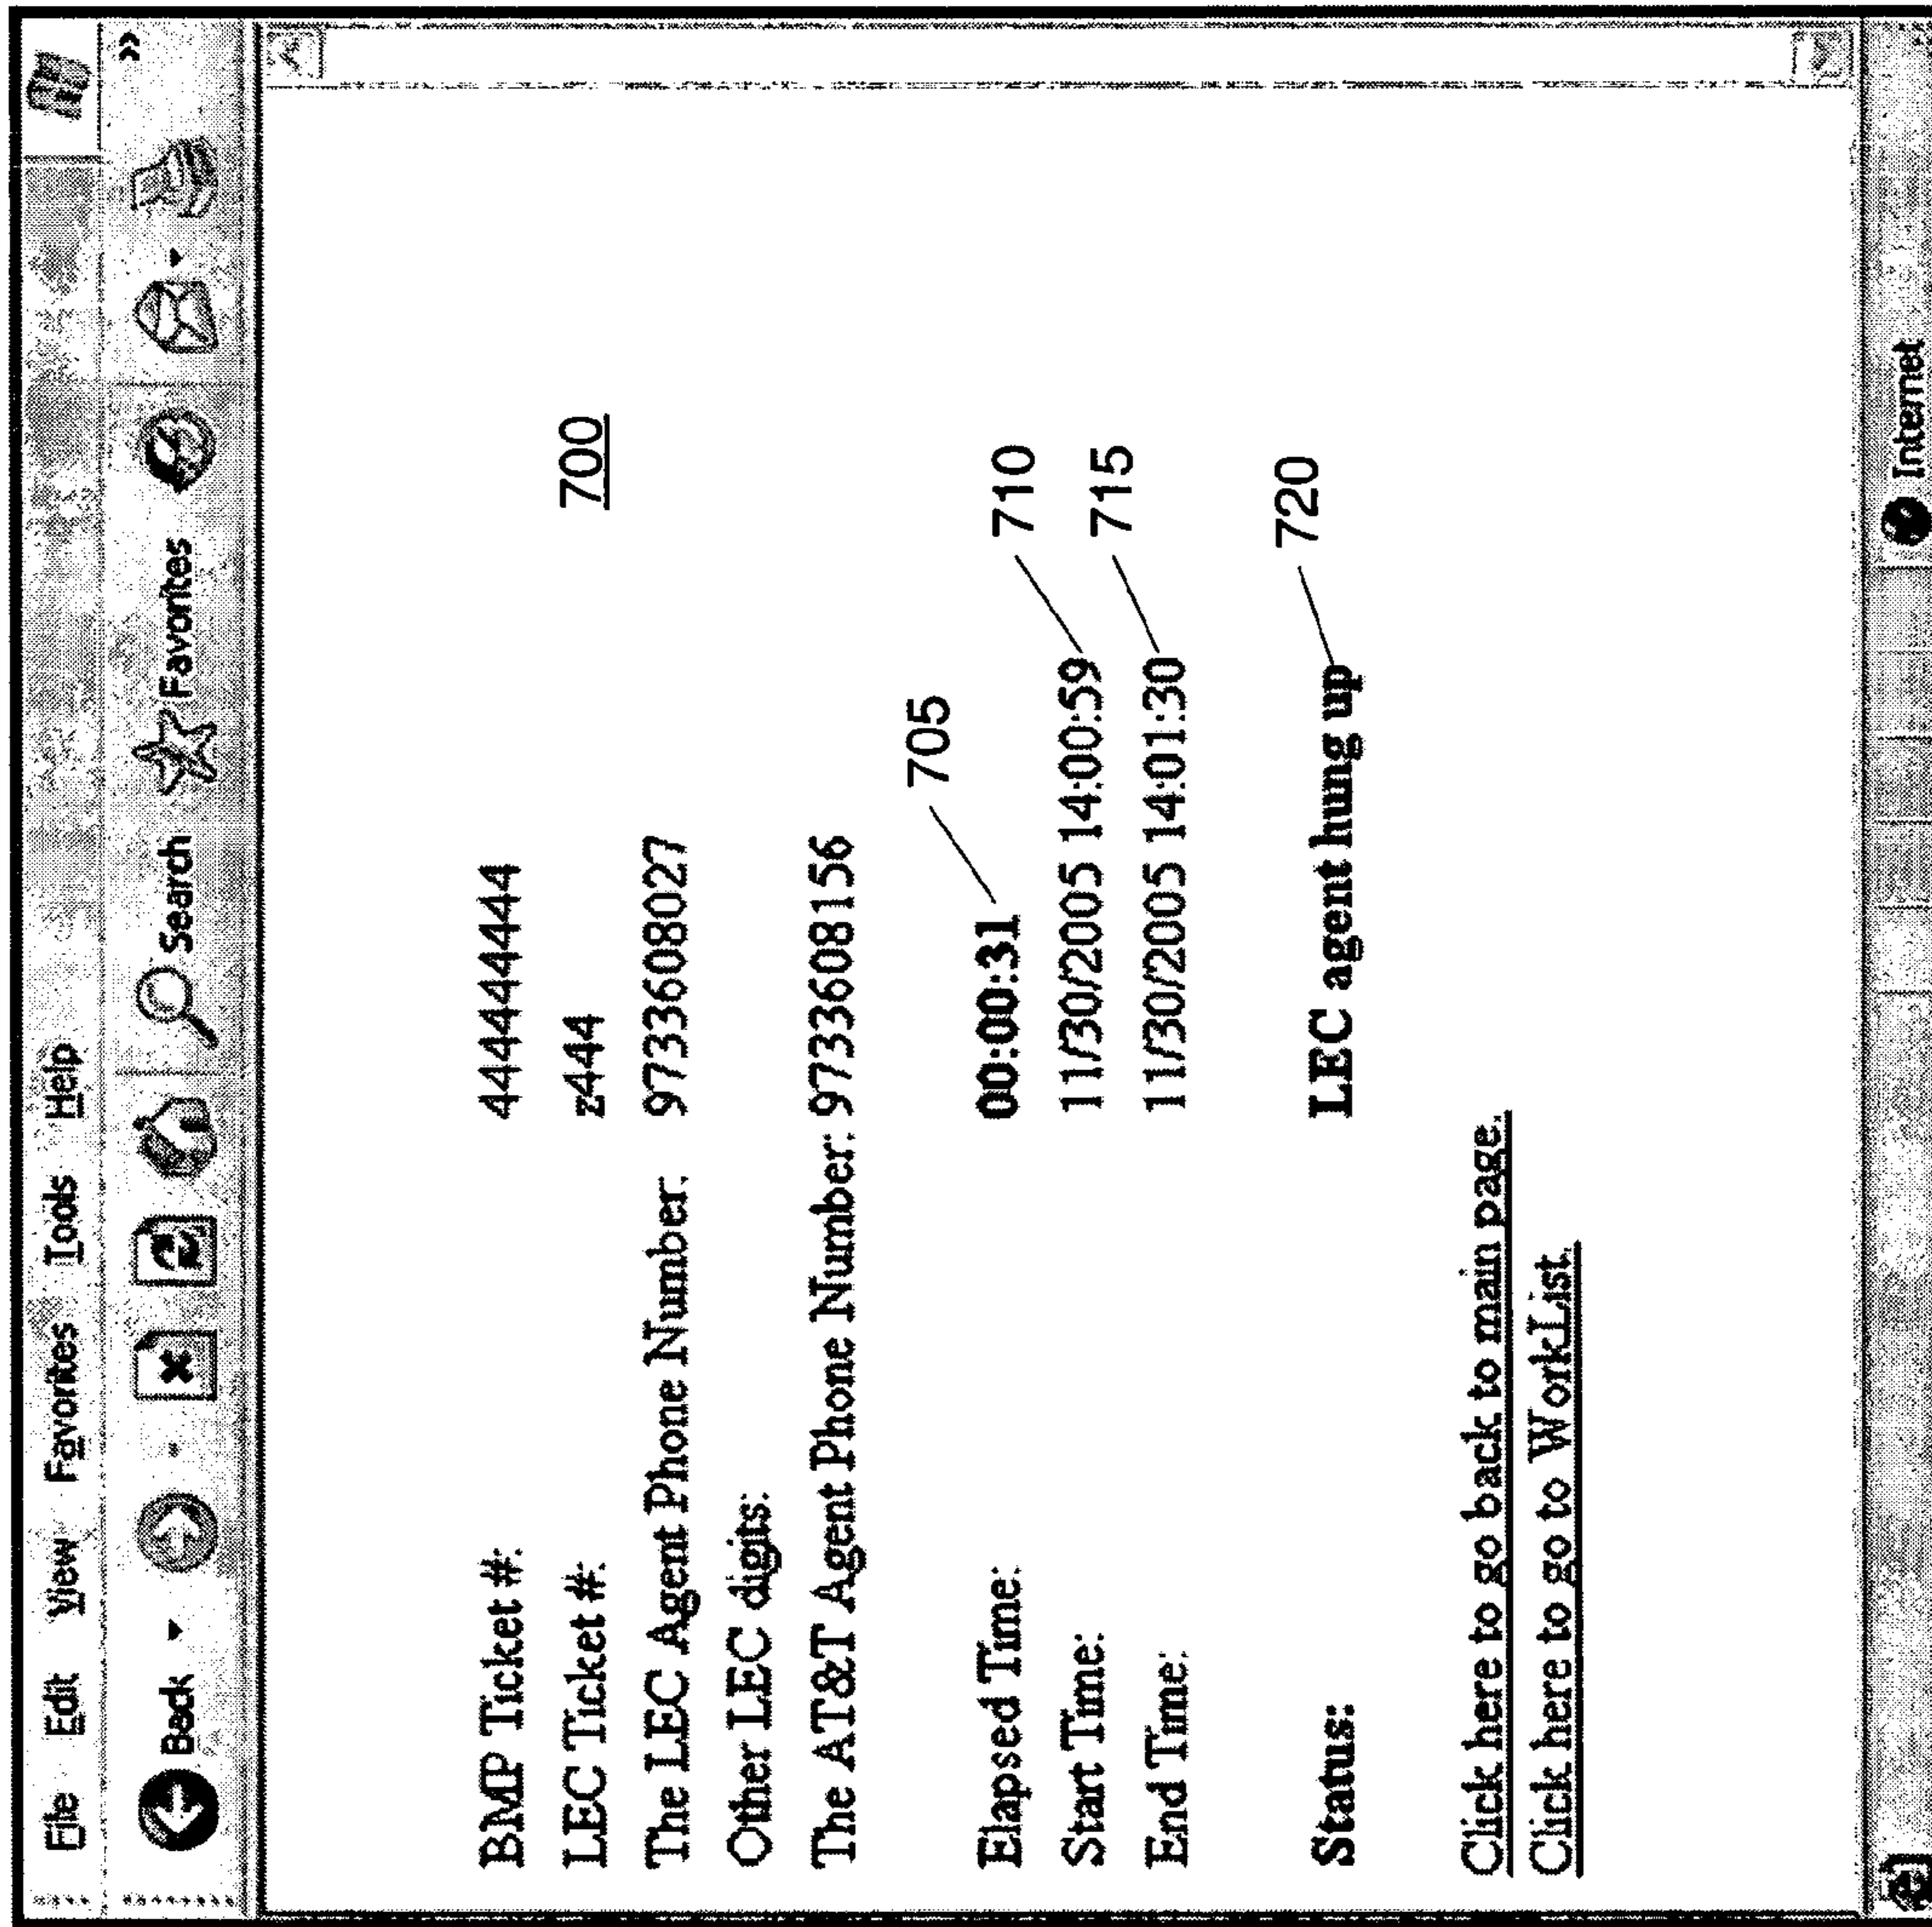 File Edit View Favorites Tools Help
Back Search Favorites
BMP Ticket #: 44444444
700
LEC Ticket #: z444
The LEC Agent Phone Number: 9733608027
Other LEC digits:
The AT&T Agent Phone Number: 9733608156
705
Elapsed Time: 00:00:31
710
Start Time: 11/30/2005 14:00:59
715
End Time: 11/30/2005 14:01:30
720
Status: LEC agent hung up
Click here to go back to main page.
Click here to go to WorkList.
Internet